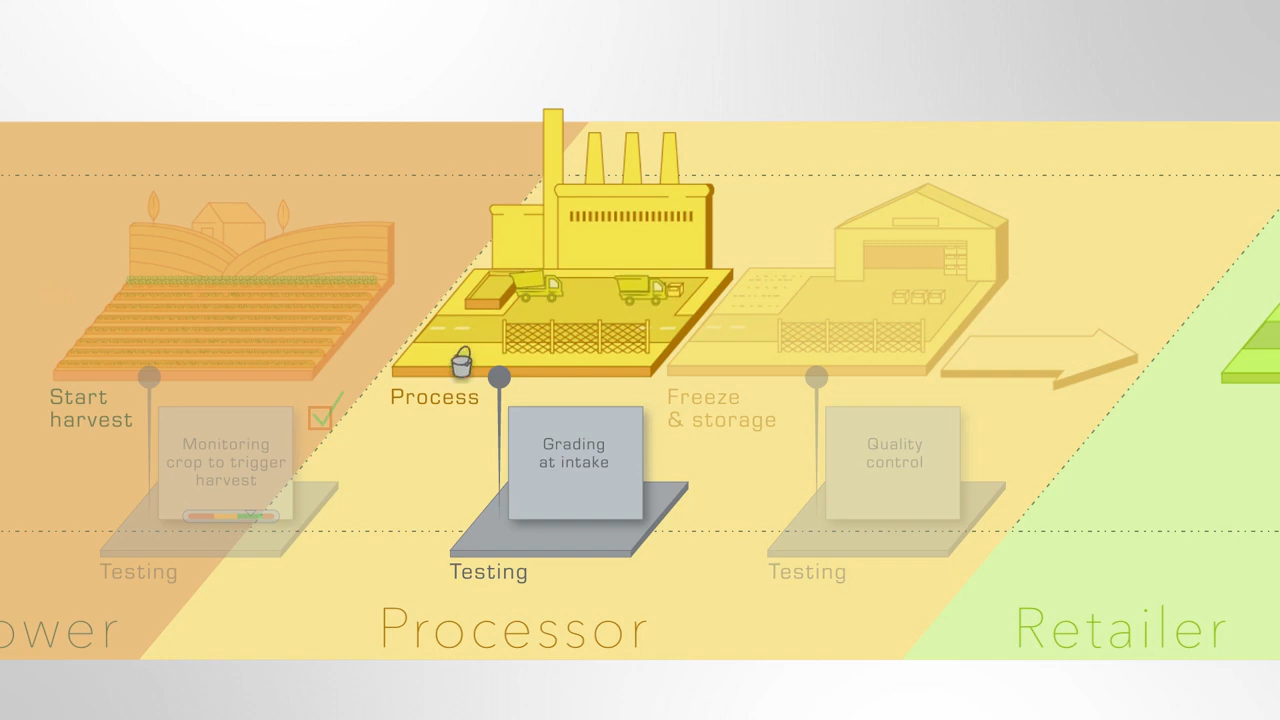 Start
harvest
Monitoring
crop to trigger
harvest
Testing
Process
Grading
at intake
Testing
Freeze
& storage
Quality
control
Testing
ower
Processor
Retailer